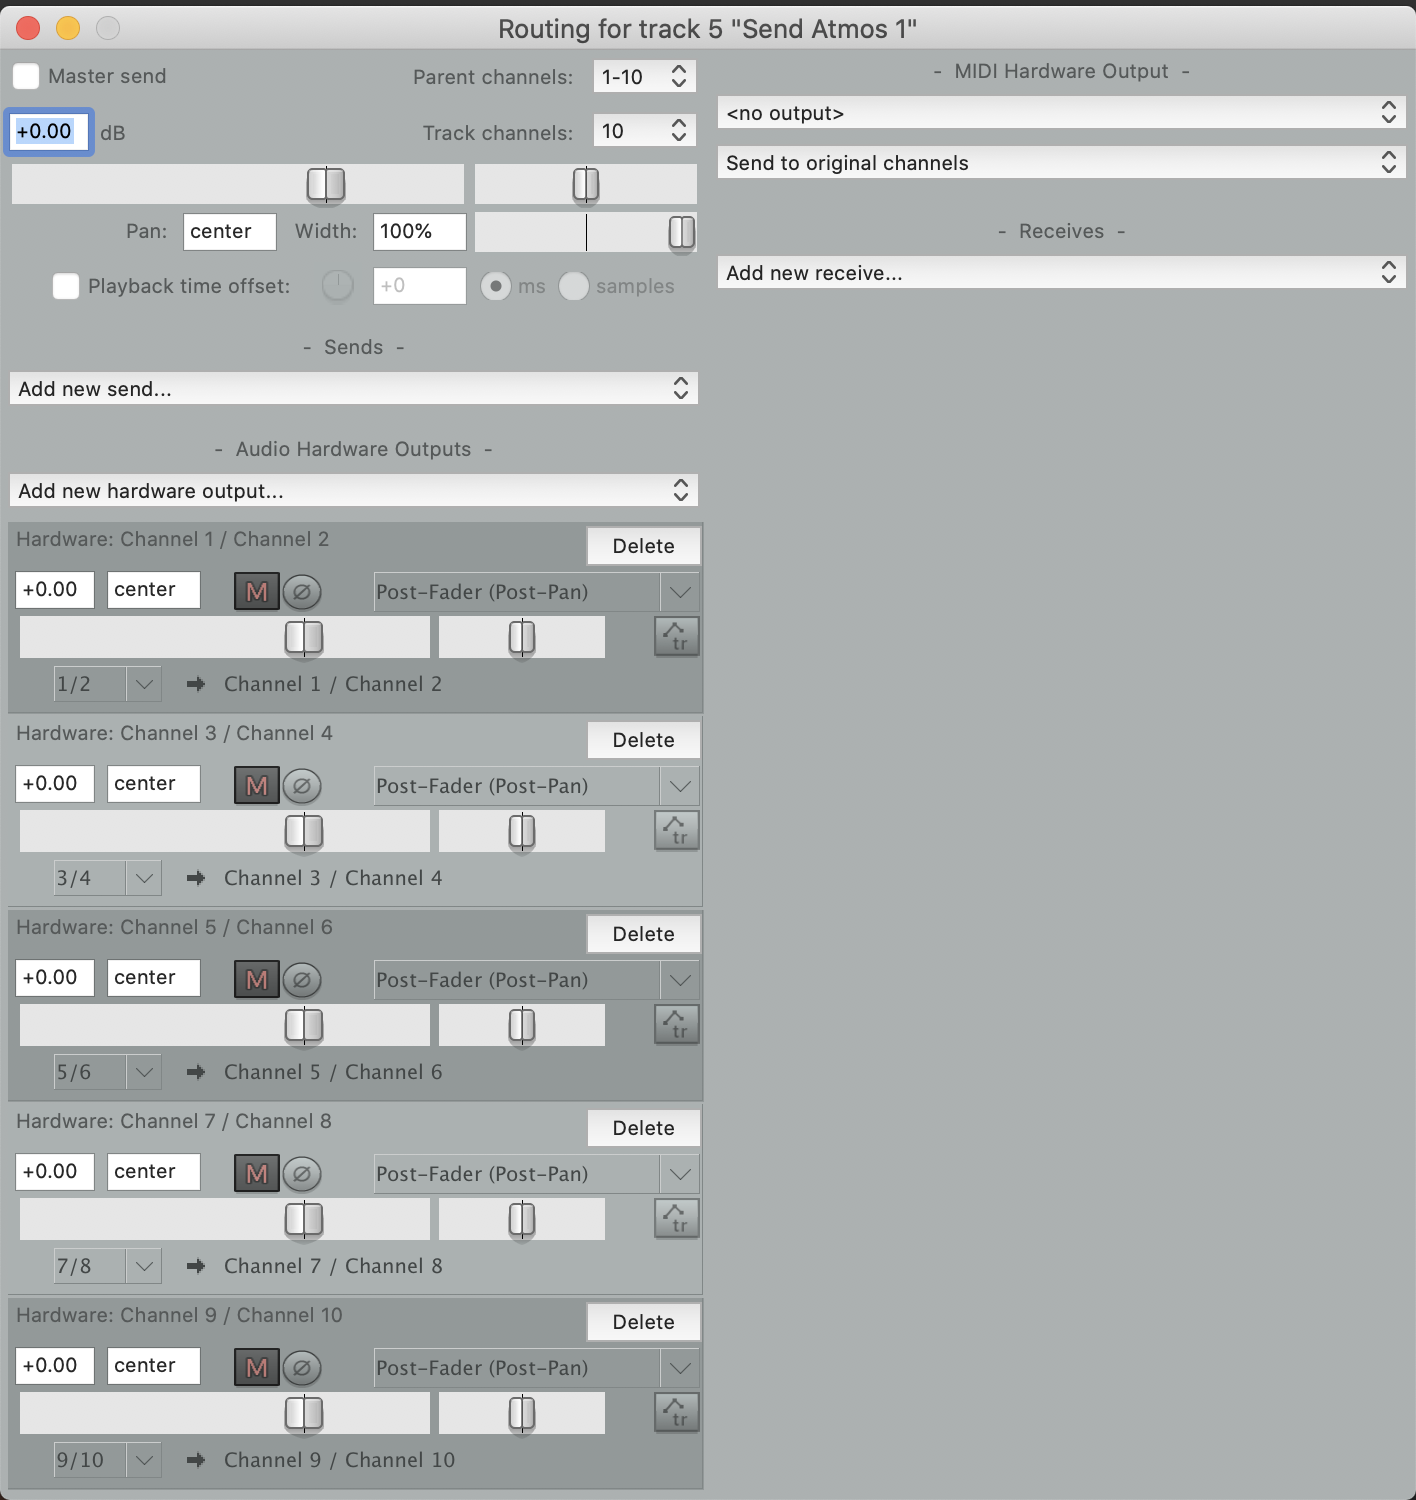 Routing for track 5 "Send Atmos 1"
Master send
Parent channels:
1-10
+0.00
dB
Track channels:
10
Pan:
center
Width:
100%
Playback time offset:
+0
ms
samples
- Sends -
Add new send...
- Audio Hardware Outputs -
Add new hardware output...
Hardware: Channel 1 / Channel 2
Delete
+0.00
center
M
Ø
Post-Fader (Post-Pan)
tr
1/2
→ Channel 1 / Channel 2
Hardware: Channel 3 / Channel 4
Delete
+0.00
center
M
Ø
Post-Fader (Post-Pan)
tr
3/4
→ Channel 3 / Channel 4
Hardware: Channel 5 / Channel 6
Delete
+0.00
center
M
Ø
Post-Fader (Post-Pan)
tr
5/6
→ Channel 5 / Channel 6
Hardware: Channel 7 / Channel 8
Delete
+0.00
center
M
Ø
Post-Fader (Post-Pan)
tr
7/8
→ Channel 7 / Channel 8
Hardware: Channel 9 / Channel 10
Delete
+0.00
center
M
Ø
Post-Fader (Post-Pan)
tr
9/10
→ Channel 9 / Channel 10
- MIDI Hardware Output -
<no output>
Send to original channels
- Receives -
Add new receive...